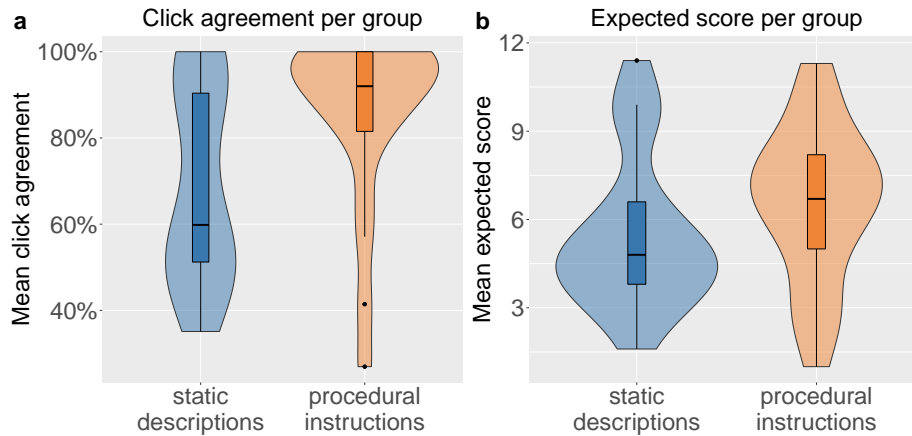 a
Click agreement per group
Mean click agreement
100%
80%
60%
40%
static
descriptions
procedural
instructions
b
Expected score per group
Mean expected score
12
9
6
3
static
descriptions
procedural
instructions